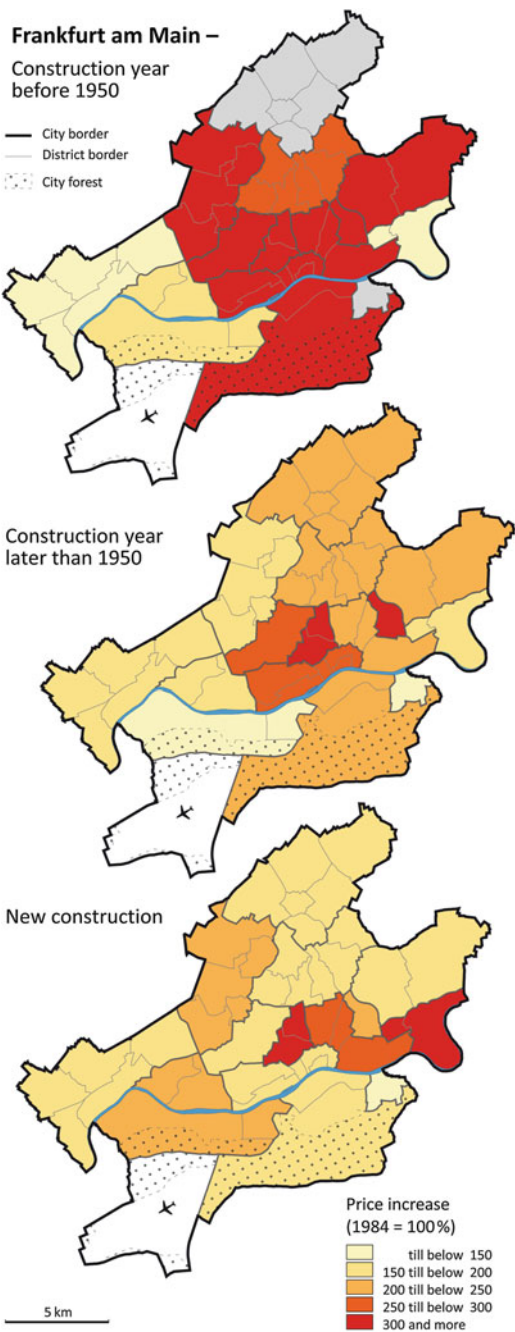 Frankfurt am Main –
Construction year
before 1950
City border
District border
City forest
Construction year
later than 1950
New construction
Price increase
(1984 = 100%)
till below 150
150 till below 200
200 till below 250
250 till below 300
300 and more
5 km